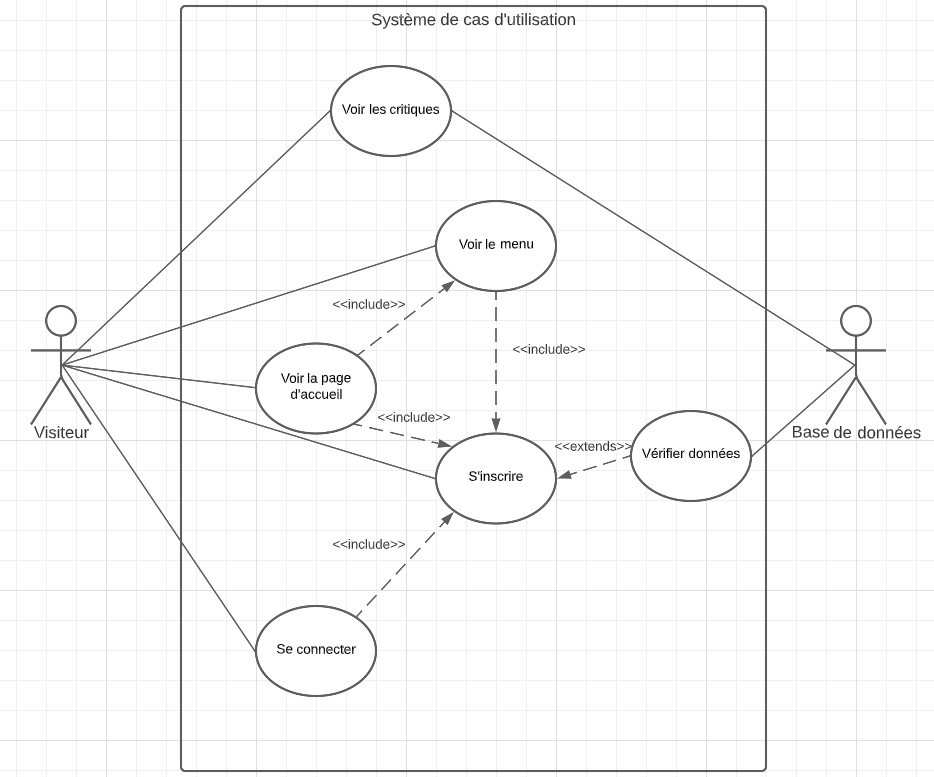 Système de cas d'utilisation
Voir les critiques
Voir le menu
<<include>>
<<include>>
Voir la page
d'accueil
<<include>>
Visiteur
Base de données
<<extends>>
Vérifier données
S'inscrire
<<include>>
Se connecter